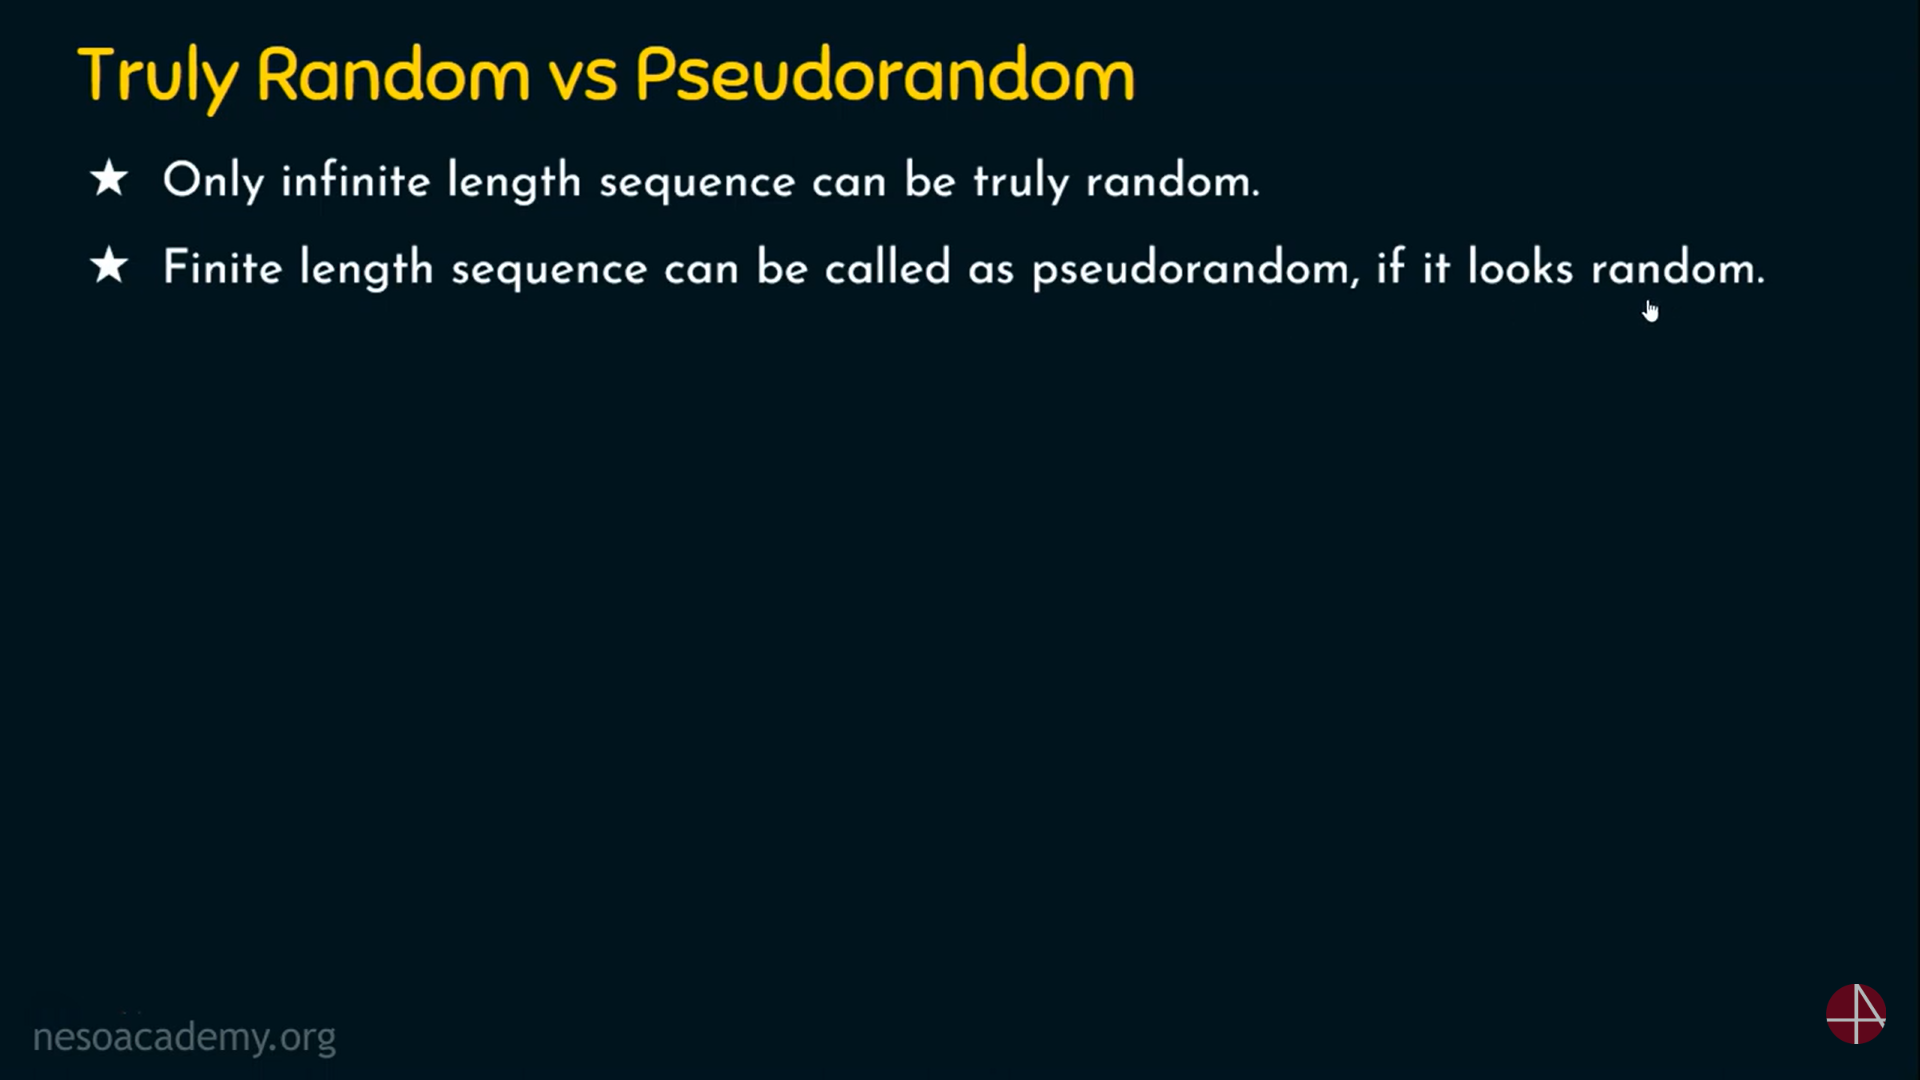 Truly Random vs Pseudorandom
★ Only infinite length sequence can be truly random.
★ Finite length sequence can be called as pseudorandom, if it looks random.
nesoacademy.org